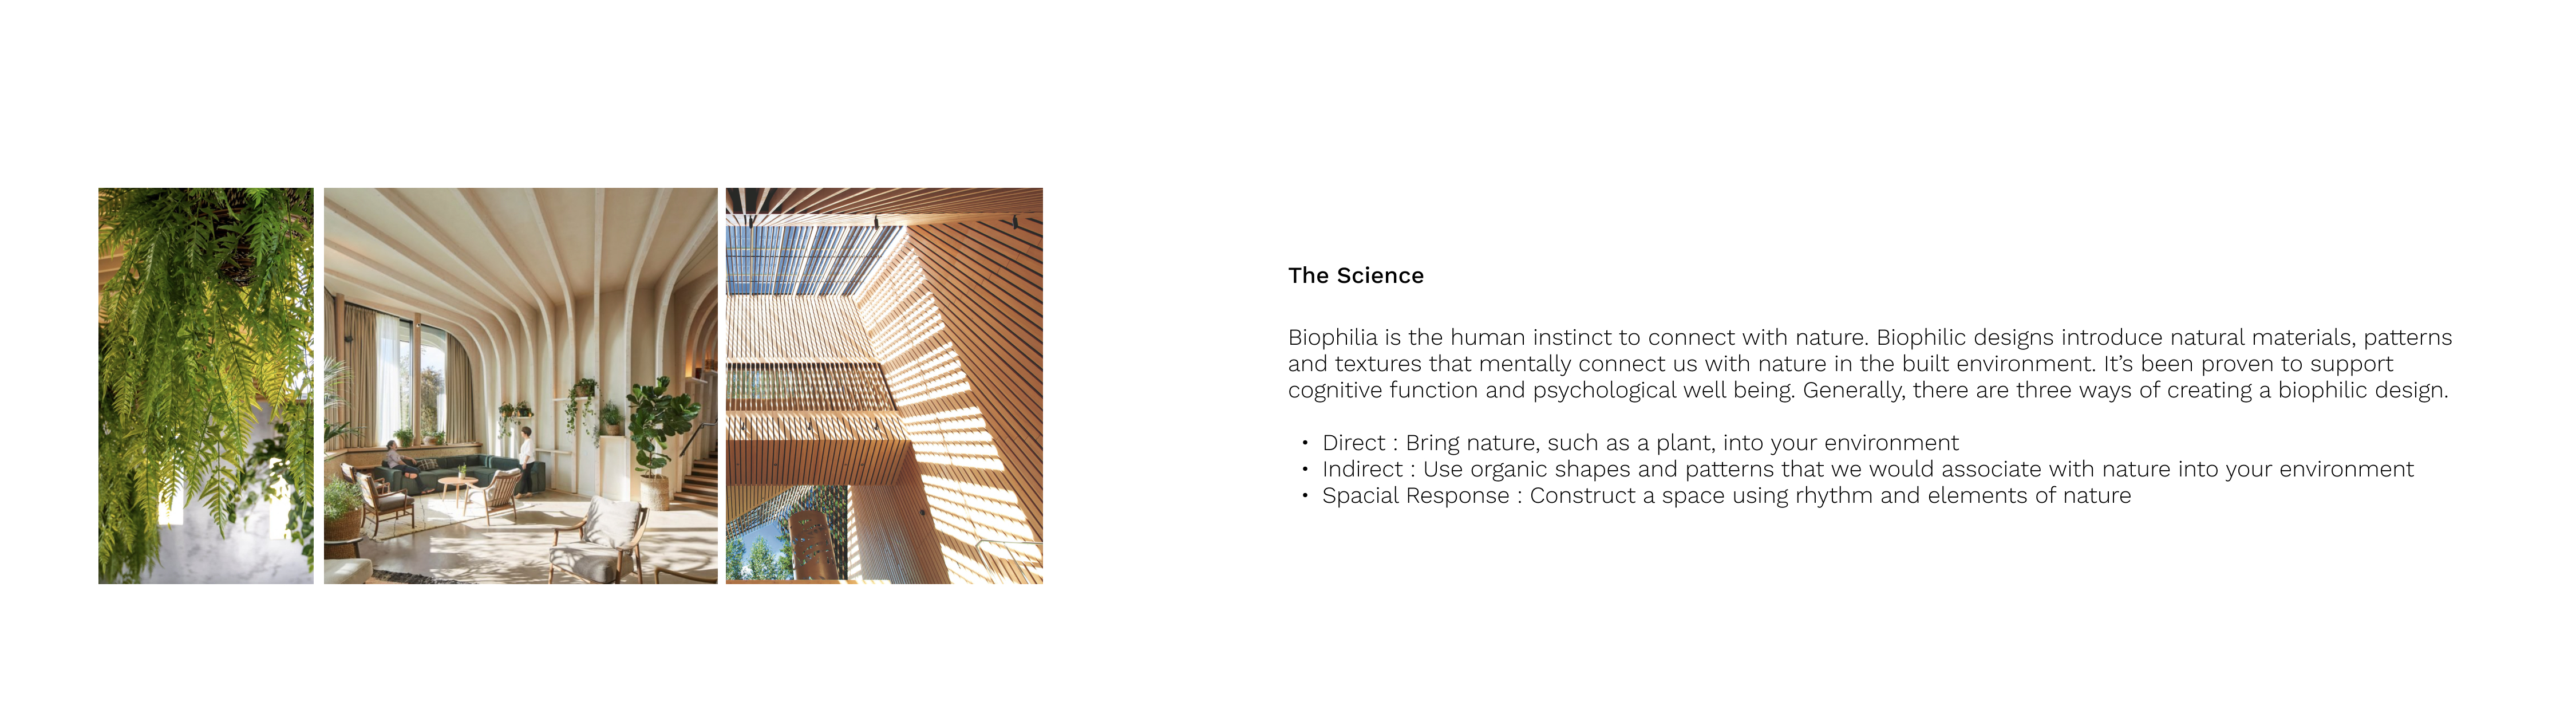 The Science
Biophilia is the human instinct to connect with nature. Biophilic designs introduce natural materials, patterns
and textures that mentally connect us with nature in the built environment. It’s been proven to support
cognitive function and psychological well being. Generally, there are three ways of creating a biophilic design.
• Direct : Bring nature, such as a plant, into your environment
• Indirect : Use organic shapes and patterns that we would associate with nature into your environment
• Spacial Response : Construct a space using rhythm and elements of nature